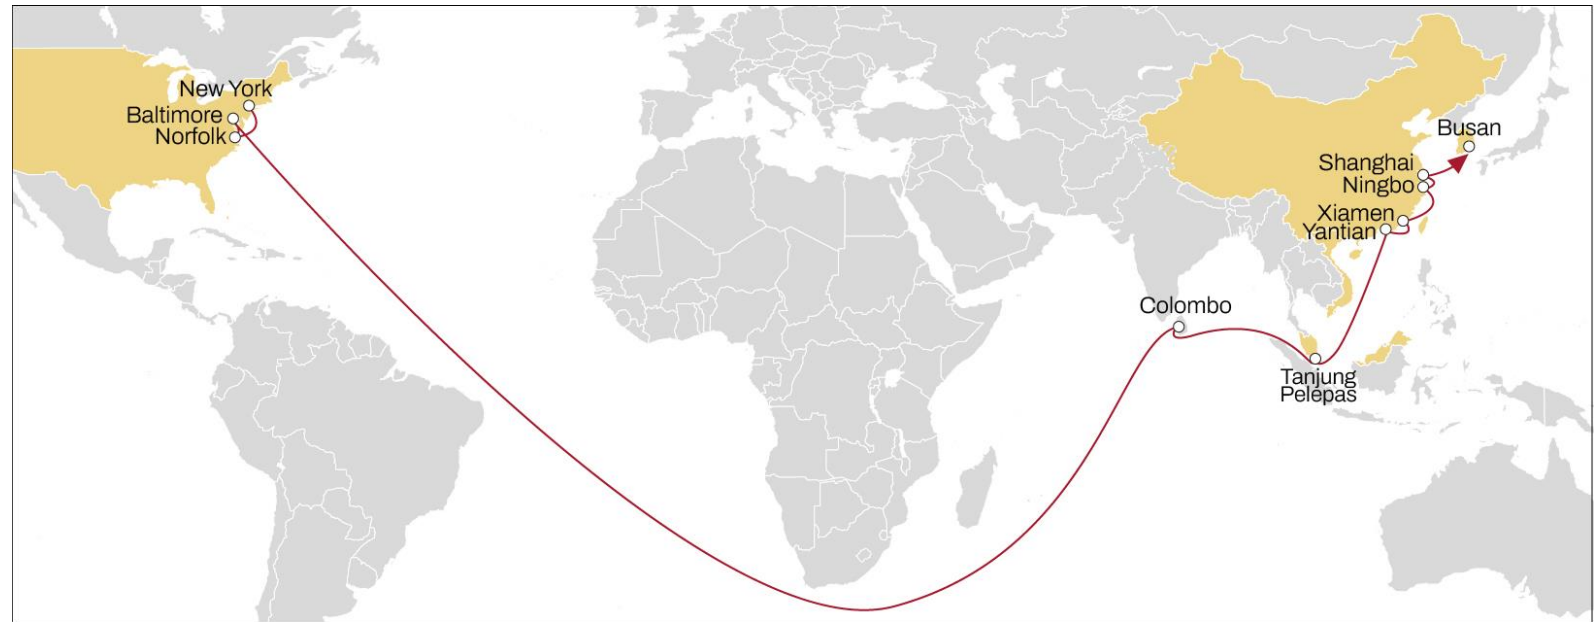 New York
Baltimore
Norfolk
Busan
Shanghai
Ningbo
Xiamen
Yantian
Colombo
Tanjung
Pelepas